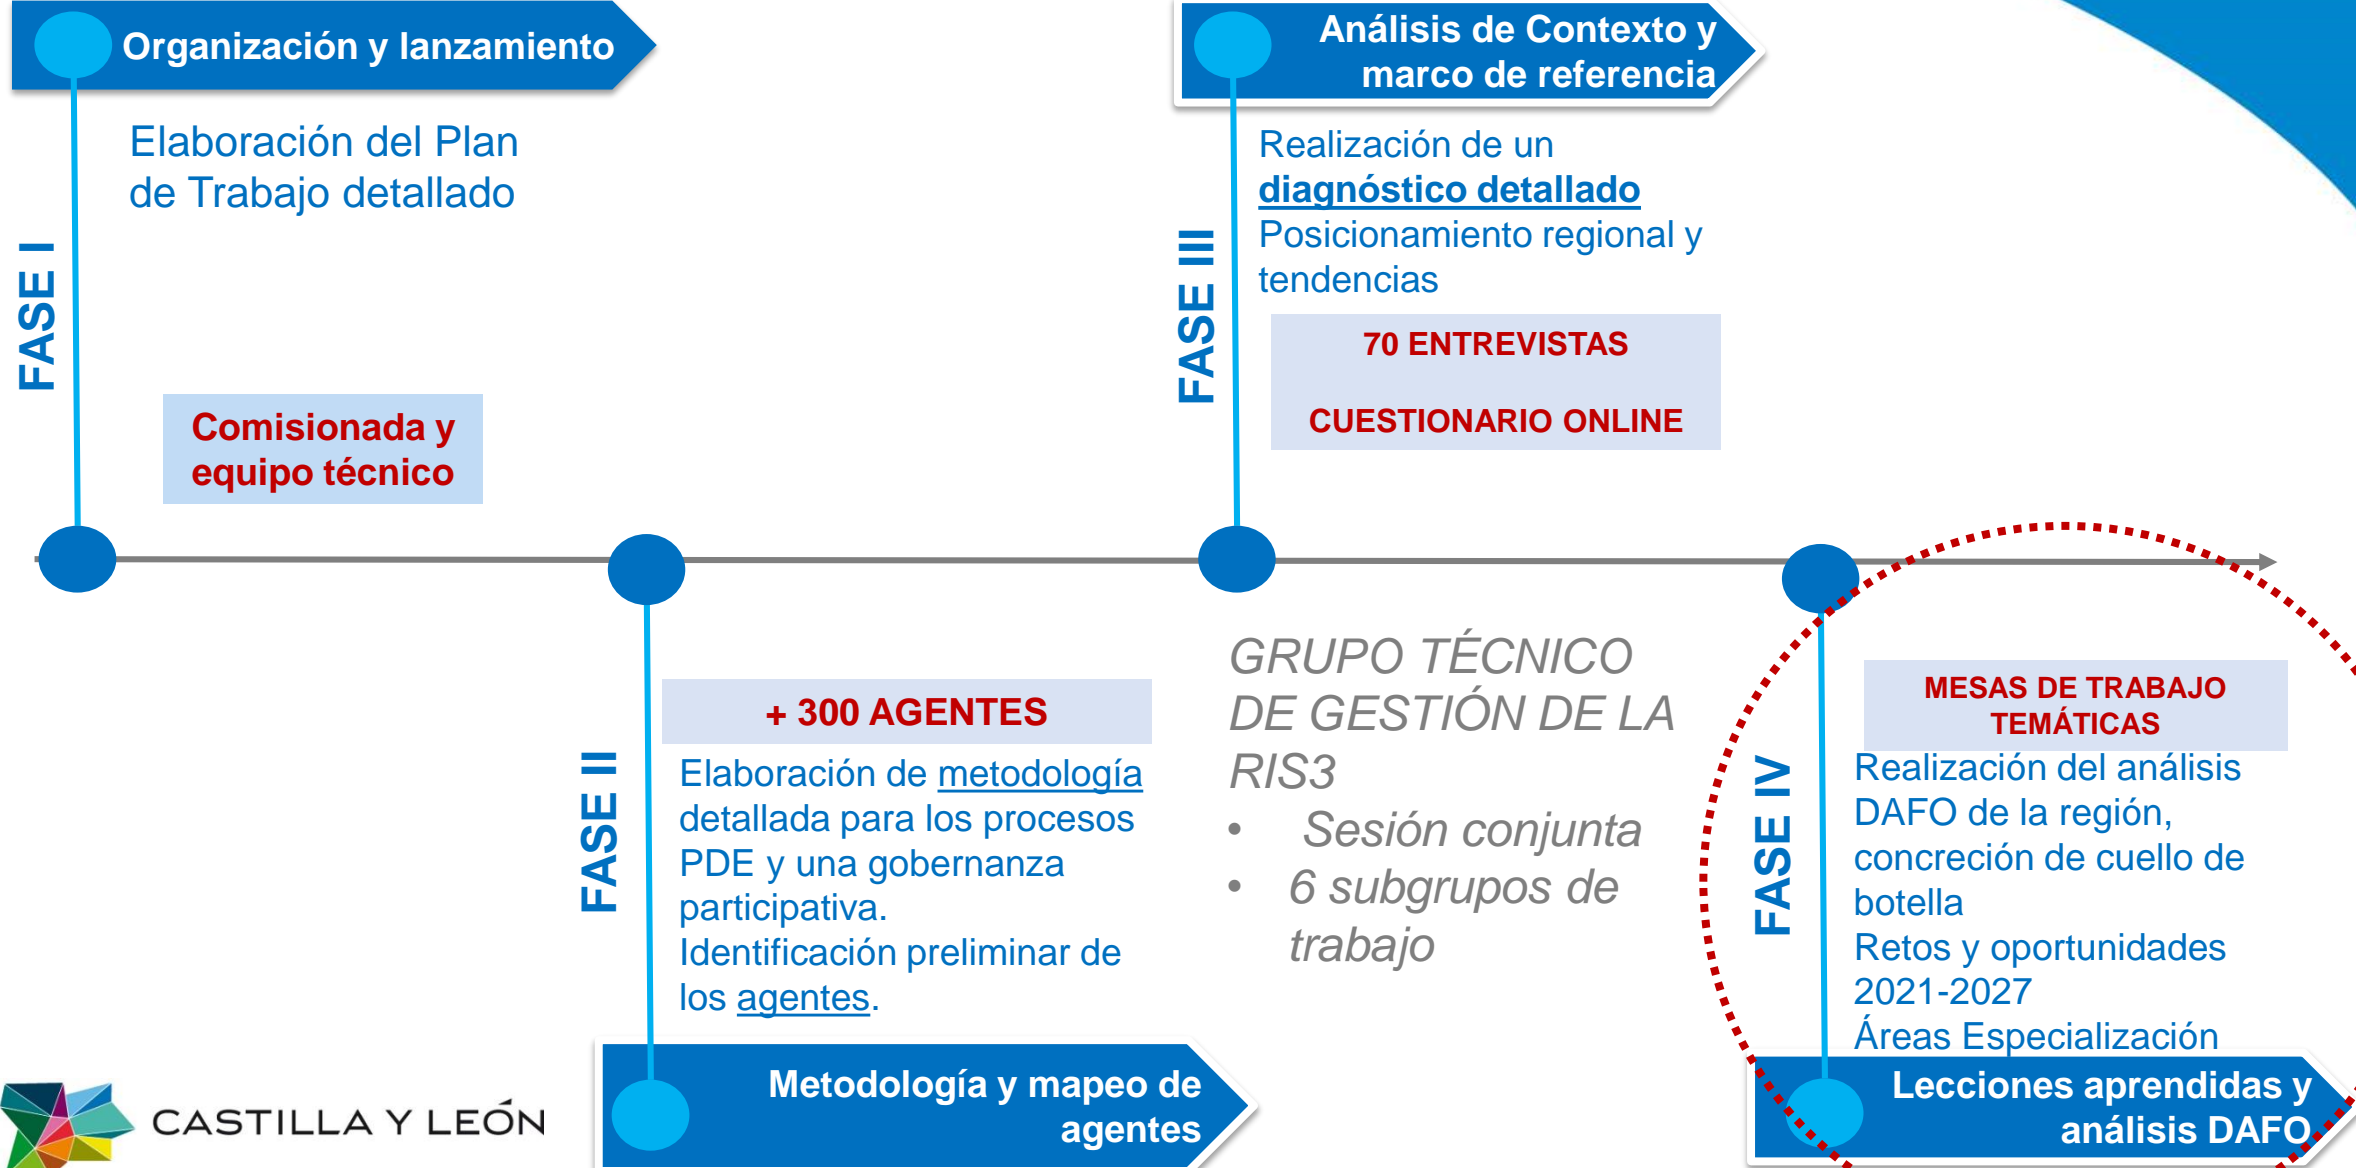 Organización y lanzamiento
Elaboración del Plan
de Trabajo detallado
FASE I
Comisionada y
equipo técnico
+ 300 AGENTES
FASE II
Elaboración de metodología
detallada para los procesos
PDE y una gobernanza
participativa.
Identificación preliminar de
los agentes.
Metodología y mapeo de
agentes
Análisis de Contexto y
marco de referencia
Realización de un
diagnóstico detallado
Posicionamiento regional y
tendencias
FASE III
70 ENTREVISTAS
CUESTIONARIO ONLINE
GRUPO TÉCNICO
DE GESTIÓN DE LA
RIS3
• Sesión conjunta
• 6 subgrupos de
trabajo
MESAS DE TRABAJO
TEMÁTICAS
FASE IV
Realización del análisis
DAFO de la región,
concreción de cuello de
botella
Retos y oportunidades
2021-2027
Áreas Especialización
Lecciones aprendidas y
análisis DAFO
CASTILLA Y LEÓN